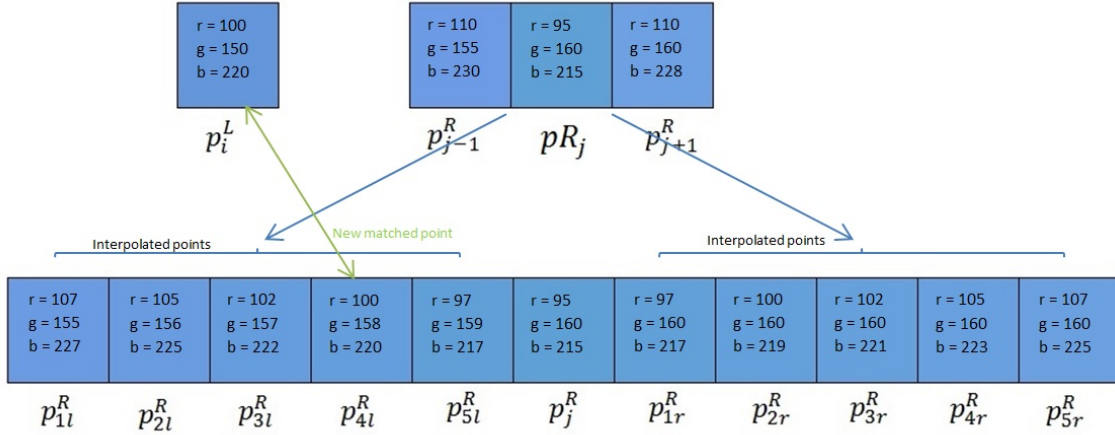 r = 100
g = 150
b = 220
r = 110
g = 155
b = 230
r = 95
g = 160
b = 215
r = 110
g = 160
b = 228
p_i^L
p_{j-1}^R
pR_j
p_{j+1}^R
Interpolated points
New matched point
Interpolated points
r = 107
g = 155
b = 227
r = 105
g = 156
b = 225
r = 102
g = 157
b = 222
r = 100
g = 158
b = 220
r = 97
g = 159
b = 217
r = 95
g = 160
b = 215
r = 97
g = 160
b = 217
r = 100
g = 160
b = 219
r = 102
g = 160
b = 221
r = 105
g = 160
b = 223
r = 107
g = 160
b = 225
p_{1l}^R
p_{2l}^R
p_{3l}^R
p_{4l}^R
p_{5l}^R
p_j^R
p_{1r}^R
p_{2r}^R
p_{3r}^R
p_{4r}^R
p_{5r}^R